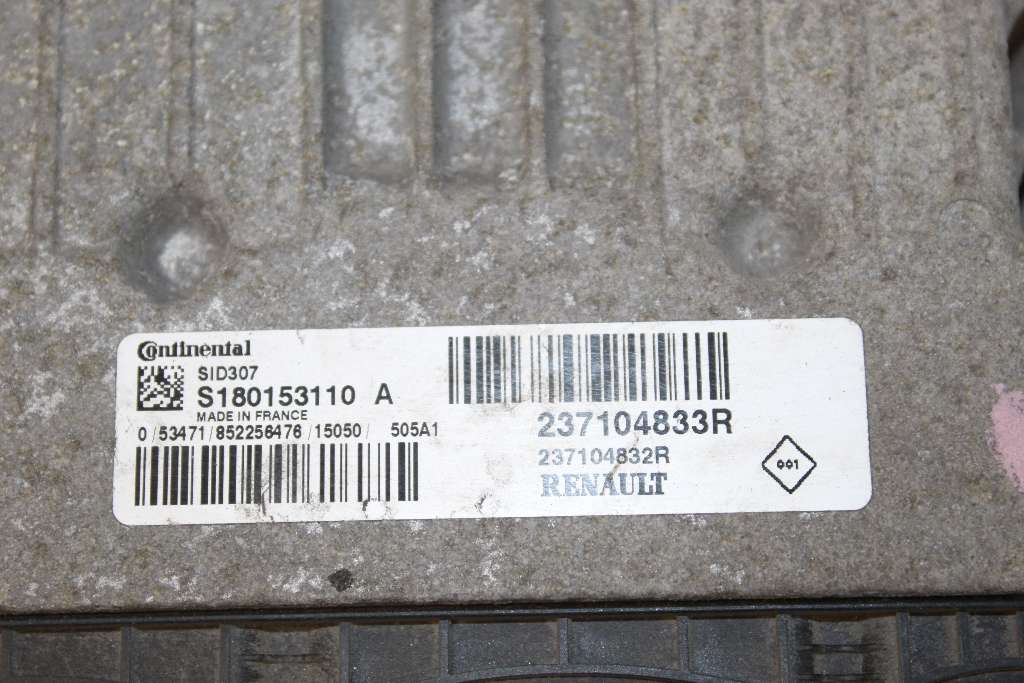 Continental
SID307
S180153110 A
MADE IN FRANCE
0/53471/852256476/15050/ 505A1
237104833R
237104832R
RENAULT
001